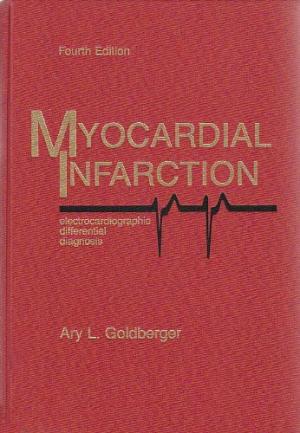 Fourth Edition
MYOCARDIAL
INFARCTION
electrocardiographic
differential
diagnosis
Ary L. Goldberger